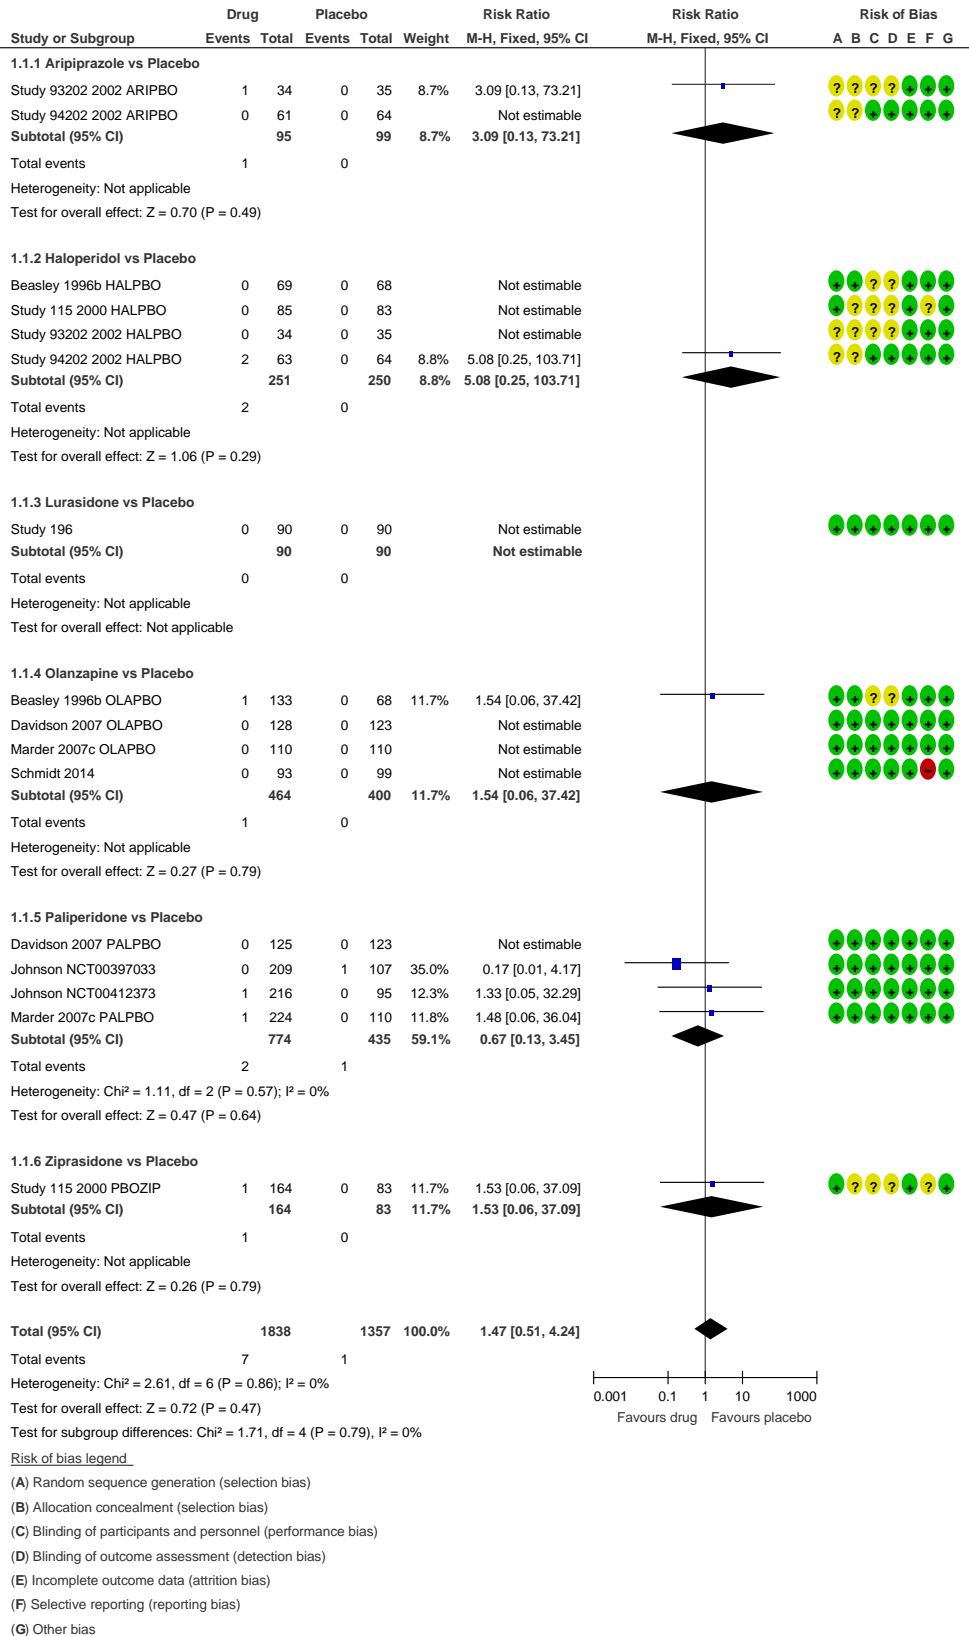 Drug Placebo Risk Ratio Risk Ratio Risk of Bias
Study or Subgroup Events Total Events Total Weight M-H, Fixed, 95% CI M-H, Fixed, 95% CI A B C D E F G
1.1.1 Aripiprazole vs Placebo
Study 93202 2002 ARIPBO 1 34 0 35 8.7% 3.09 [0.13, 73.21] ? ? ? ? + + +
Study 94202 2002 ARIPBO 0 61 0 64 Not estimable ? ? + + + + +
Subtotal (95% CI) 95 99 8.7% 3.09 [0.13, 73.21]
Total events 1 0
Heterogeneity: Not applicable
Test for overall effect: Z = 0.70 (P = 0.49)
1.1.2 Haloperidol vs Placebo
Beasley 1996b HALPBO 0 69 0 68 Not estimable + + ? ? + + +
Study 115 2000 HALPBO 0 85 0 83 Not estimable + ? ? ? + ? +
Study 93202 2002 HALPBO 0 34 0 35 Not estimable ? ? ? ? + + +
Study 94202 2002 HALPBO 2 63 0 64 8.8% 5.08 [0.25, 103.71] ? ? + + + + +
Subtotal (95% CI) 251 250 8.8% 5.08 [0.25, 103.71]
Total events 2 0
Heterogeneity: Not applicable
Test for overall effect: Z = 1.06 (P = 0.29)
1.1.3 Lurasidone vs Placebo
Study 196 0 90 0 90 Not estimable + + + + + + +
Subtotal (95% CI) 90 90 Not estimable
Total events 0 0
Heterogeneity: Not applicable
Test for overall effect: Not applicable
1.1.4 Olanzapine vs Placebo
Beasley 1996b OLAPBO 1 133 0 68 11.7% 1.54 [0.06, 37.42] + + ? ? + + +
Davidson 2007 OLAPBO 0 128 0 123 Not estimable + + + + + + +
Marder 2007c OLAPBO 0 110 0 110 Not estimable + + + + + + +
Schmidt 2014 0 93 0 99 Not estimable + + + + + − +
Subtotal (95% CI) 464 400 11.7% 1.54 [0.06, 37.42]
Total events 1 0
Heterogeneity: Not applicable
Test for overall effect: Z = 0.27 (P = 0.79)
1.1.5 Paliperidone vs Placebo
Davidson 2007 PALPBO 0 125 0 123 Not estimable + + + + + + +
Johnson NCT00397033 0 209 1 107 35.0% 0.17 [0.01, 4.17] + + + + + + +
Johnson NCT00412373 1 216 0 95 12.3% 1.33 [0.05, 32.29] + + + + + + +
Marder 2007c PALPBO 1 224 0 110 11.8% 1.48 [0.06, 36.04] + + + + + + +
Subtotal (95% CI) 774 435 59.1% 0.67 [0.13, 3.45]
Total events 2 1
Heterogeneity: Chi² = 1.11, df = 2 (P = 0.57); I² = 0%
Test for overall effect: Z = 0.47 (P = 0.64)
1.1.6 Ziprasidone vs Placebo
Study 115 2000 PBOZIP 1 164 0 83 11.7% 1.53 [0.06, 37.09] + ? ? ? + ? +
Subtotal (95% CI) 164 83 11.7% 1.53 [0.06, 37.09]
Total events 1 0
Heterogeneity: Not applicable
Test for overall effect: Z = 0.26 (P = 0.79)
Total (95% CI) 1838 1357 100.0% 1.47 [0.51, 4.24]
Total events 7 1
Heterogeneity: Chi² = 2.61, df = 6 (P = 0.86); I² = 0%
Test for overall effect: Z = 0.72 (P = 0.47)
Test for subgroup differences: Chi² = 1.71, df = 4 (P = 0.79), I² = 0%
0.001 0.1 1 10 1000
Favours drug Favours placebo
Risk of bias legend
(A) Random sequence generation (selection bias)
(B) Allocation concealment (selection bias)
(C) Blinding of participants and personnel (performance bias)
(D) Blinding of outcome assessment (detection bias)
(E) Incomplete outcome data (attrition bias)
(F) Selective reporting (reporting bias)
(G) Other bias